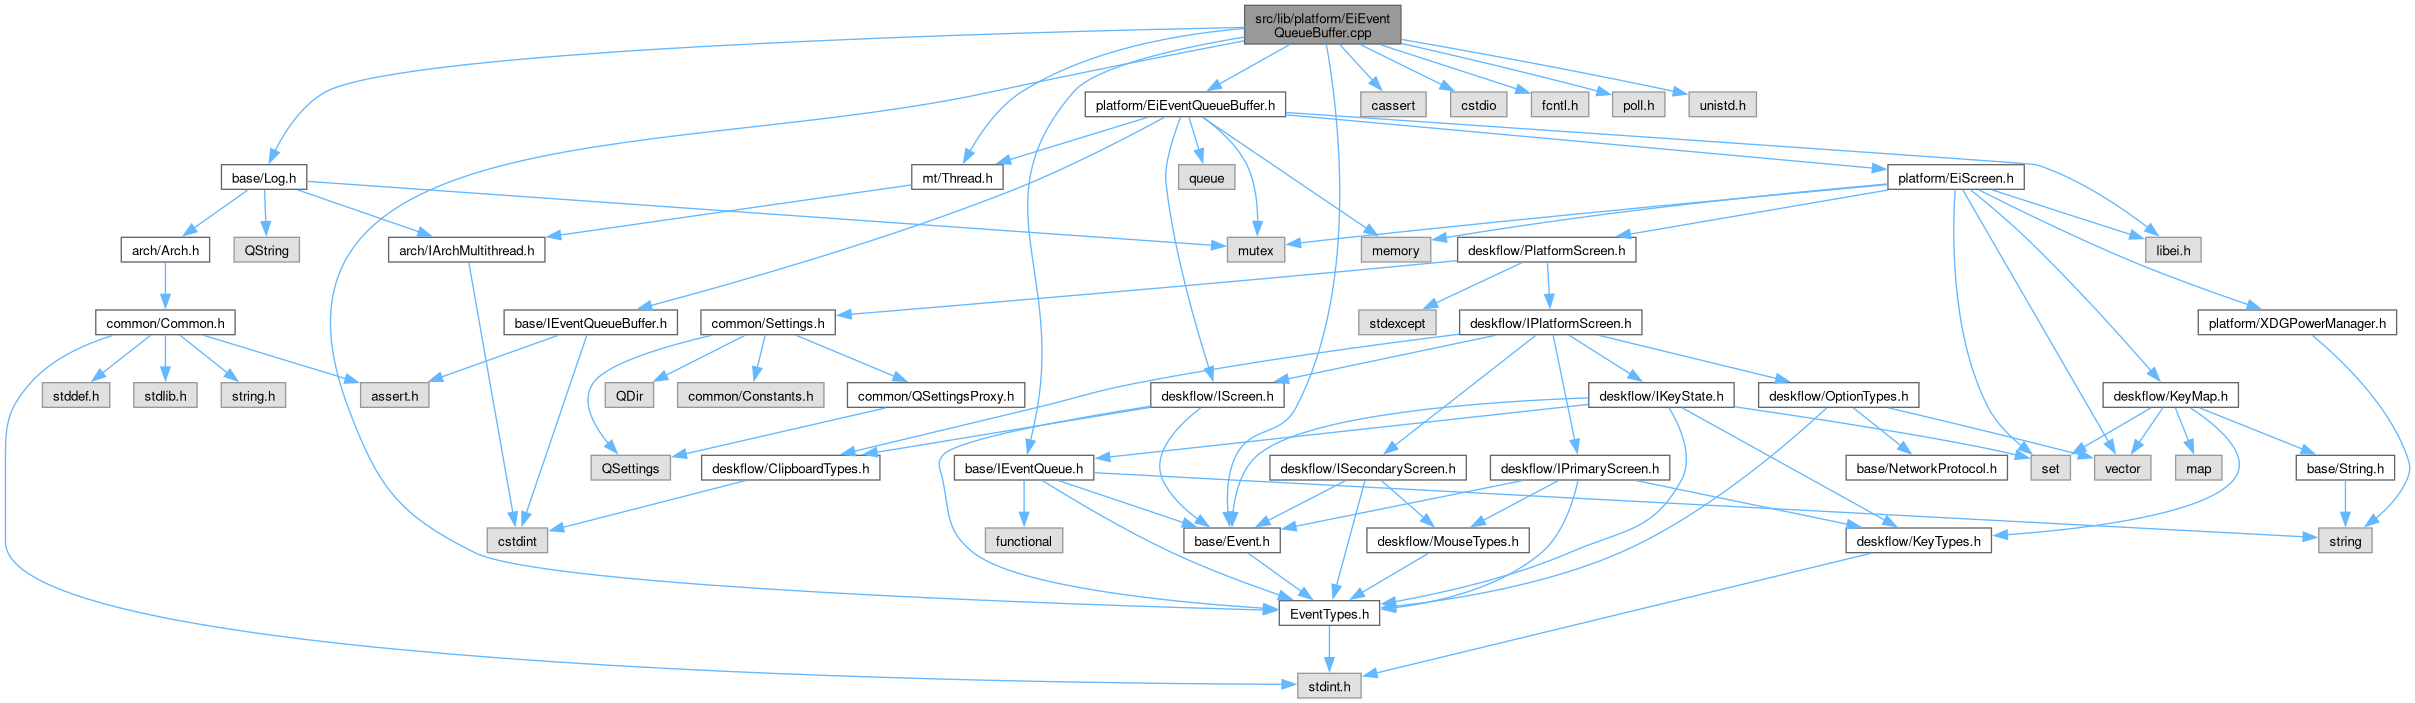 src/lib/platform/EiEvent
QueueBuffer.cpp
platform/EiEventQueueBuffer.h
cassert
cstdio
fcntl.h
poll.h
unistd.h
base/Log.h
mt/Thread.h
queue
platform/EiScreen.h
arch/Arch.h
QString
arch/IArchMultithread.h
mutex
memory
deskflow/PlatformScreen.h
libei.h
common/Common.h
base/IEventQueueBuffer.h
common/Settings.h
stdexcept
deskflow/IPlatformScreen.h
platform/XDGPowerManager.h
stddef.h
stdlib.h
string.h
assert.h
QDir
common/Constants.h
common/QSettingsProxy.h
deskflow/IScreen.h
deskflow/IKeyState.h
deskflow/OptionTypes.h
deskflow/KeyMap.h
QSettings
deskflow/ClipboardTypes.h
base/IEventQueue.h
deskflow/ISecondaryScreen.h
deskflow/IPrimaryScreen.h
base/NetworkProtocol.h
set
vector
map
base/String.h
cstdint
functional
base/Event.h
deskflow/MouseTypes.h
deskflow/KeyTypes.h
string
EventTypes.h
stdint.h